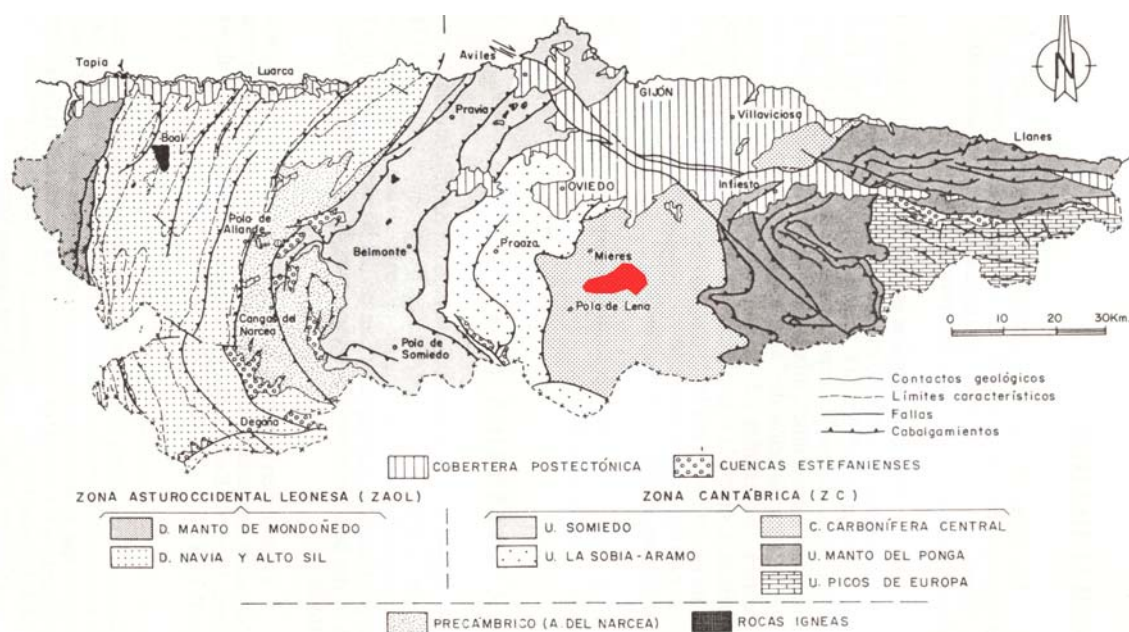 Aviles
N
Tapia
Luarca
GIJÓN
Villaviciosa
Pravia
Boal
Llanes
Infiesto
OVIEDO
Pola de
Allande
Belmonte
Proaza
Mieres
Pola de Lena
Cangas del
Narcea
Pola de
Somiedo
Degaña
0 10 20 30Km.
Contactos geológicos
Límites característicos
Fallas
Cabalgamientos
COBERTERA POSTECTÓNICA
CUENCAS ESTEFANIENSES
ZONA ASTUROCCIDENTAL LEONESA (ZAOL)
ZONA CANTÁBRICA (ZC)
D. MANTO DE MONDOÑEDO
U. SOMIEDO
C. CARBONÍFERA CENTRAL
D. NAVIA Y ALTO SIL
U. LA SOBIA-ARAMO
U. MANTO DEL PONGA
U. PICOS DE EUROPA
PRECÁMBRICO (A. DEL NARCEA)
ROCAS IGNEAS